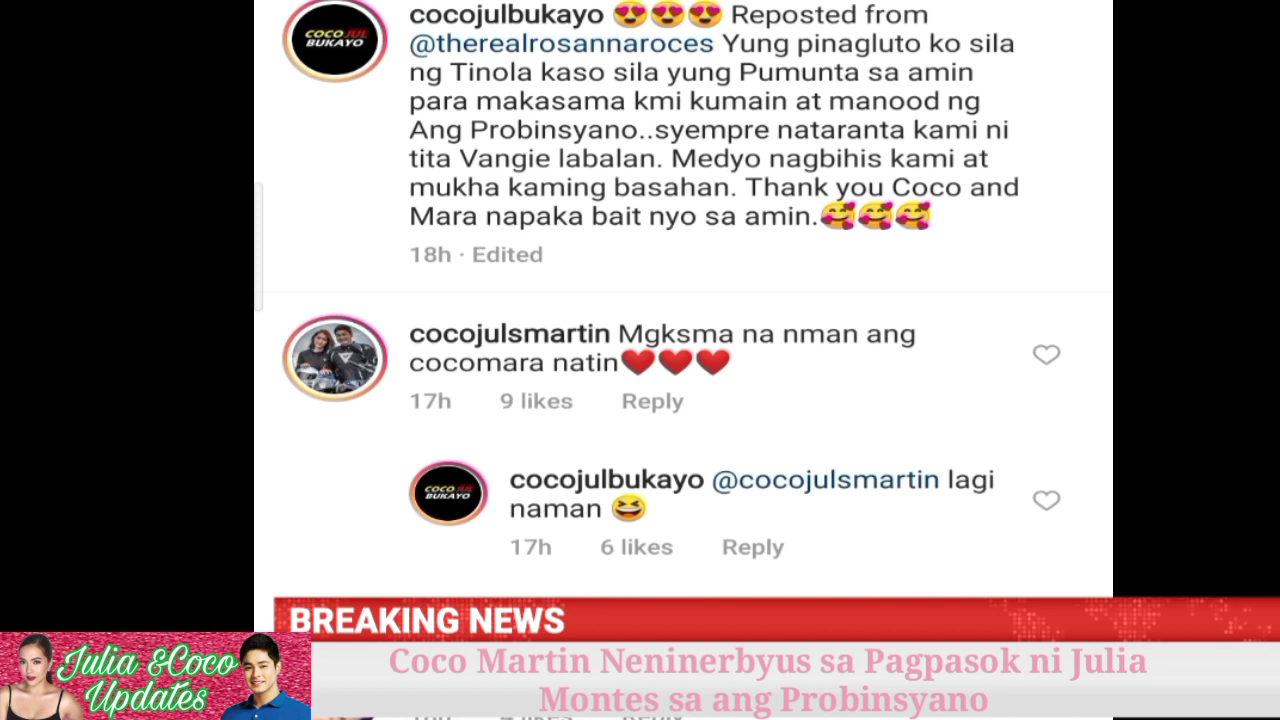 cocojulbukayo 😍😍😍 Reposted from
@therealrosannaroces Yung pinagluto ko sila
ng Tinola kaso sila yung Pumunta sa amin
para makasama kmi kumain at manood ng
Ang Probinsyano..syempre nataranta kami ni
tita Vangie labalan. Medyo nagbihis kami at
mukha kaming basahan. Thank you Coco and
Mara napaka bait nyo sa amin.🥰🥰🥰
18h · Edited
COCOJUL
BUKAYO
cocojulsmartin Mgksma na nman ang
cocomara natin❤️❤️❤️
17h 9 likes Reply
cocojulbukayo @cocojulsmartin lagi
naman 😆
COCOJUL
BUKAYO
17h 6 likes Reply
BREAKING NEWS
Julia &Coco
Updates
Coco Martin Neninerbyus sa Pagpasok ni Julia
Montes sa ang Probinsyano